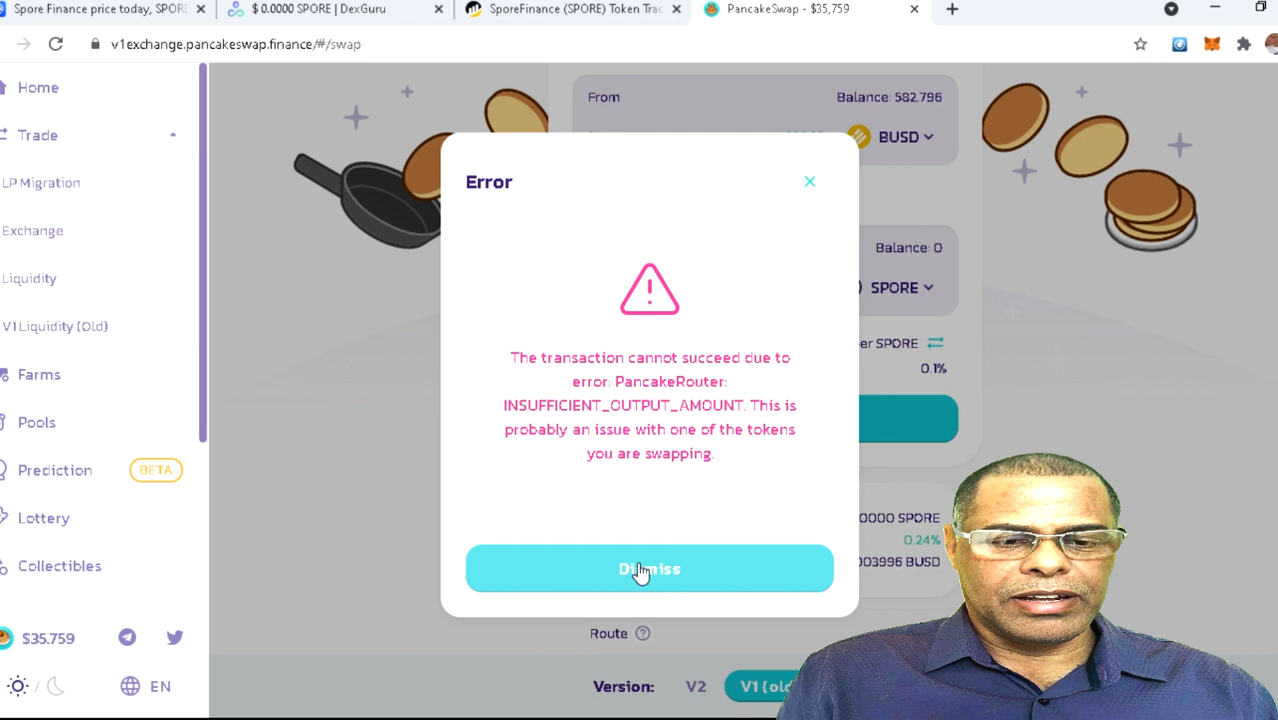 Spore Finance price today, SPORE
$ 0.0000 SPORE | DexGuru
SporeFinance (SPORE) Token Trac
PancakeSwap - $35,759
v1exchange.pancakeswap.finance/#/swap
Home
Trade
LP Migration
Exchange
Liquidity
V1 Liquidity (Old)
Farms
Pools
Prediction
BETA
Lottery
Collectibles
$35.759
EN
From
Balance: 582.796
BUSD
Balance: 0
SPORE
er SPORE
0.1%
Error
The transaction cannot succeed due to
error: PancakeRouter:
INSUFFICIENT_OUTPUT_AMOUNT. This is
probably an issue with one of the tokens
you are swapping.
Dismiss
0000 SPORE
0.24%
003996 BUSD
Route ?
Version:
V2
V1 (old